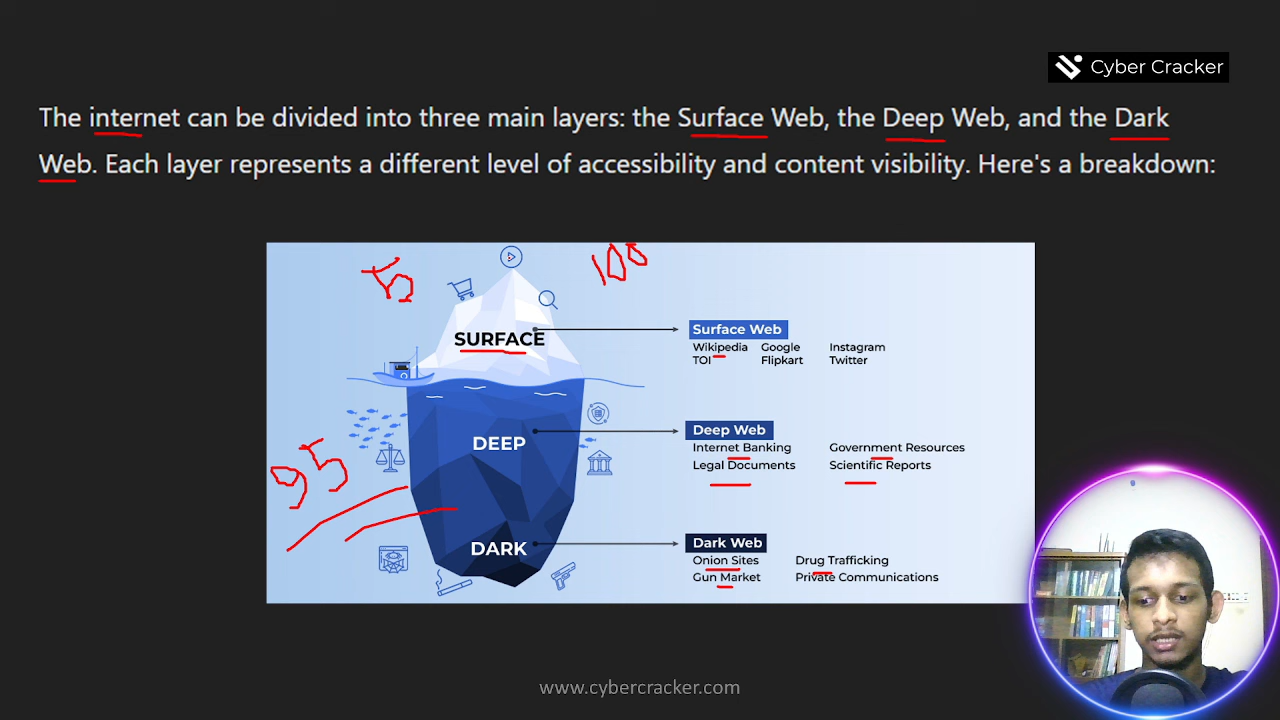 Cyber Cracker
The internet can be divided into three main layers: the Surface Web, the Deep Web, and the Dark
Web. Each layer represents a different level of accessibility and content visibility. Here's a breakdown:
5
100
SURFACE
Surface Web
Wikipedia Google Instagram
TOI Flipkart Twitter
DEEP
Deep Web
Internet Banking Government Resources
Legal Documents Scientific Reports
95
DARK
Dark Web
Onion Sites Drug Trafficking
Gun Market Private Communications
www.cybercracker.com